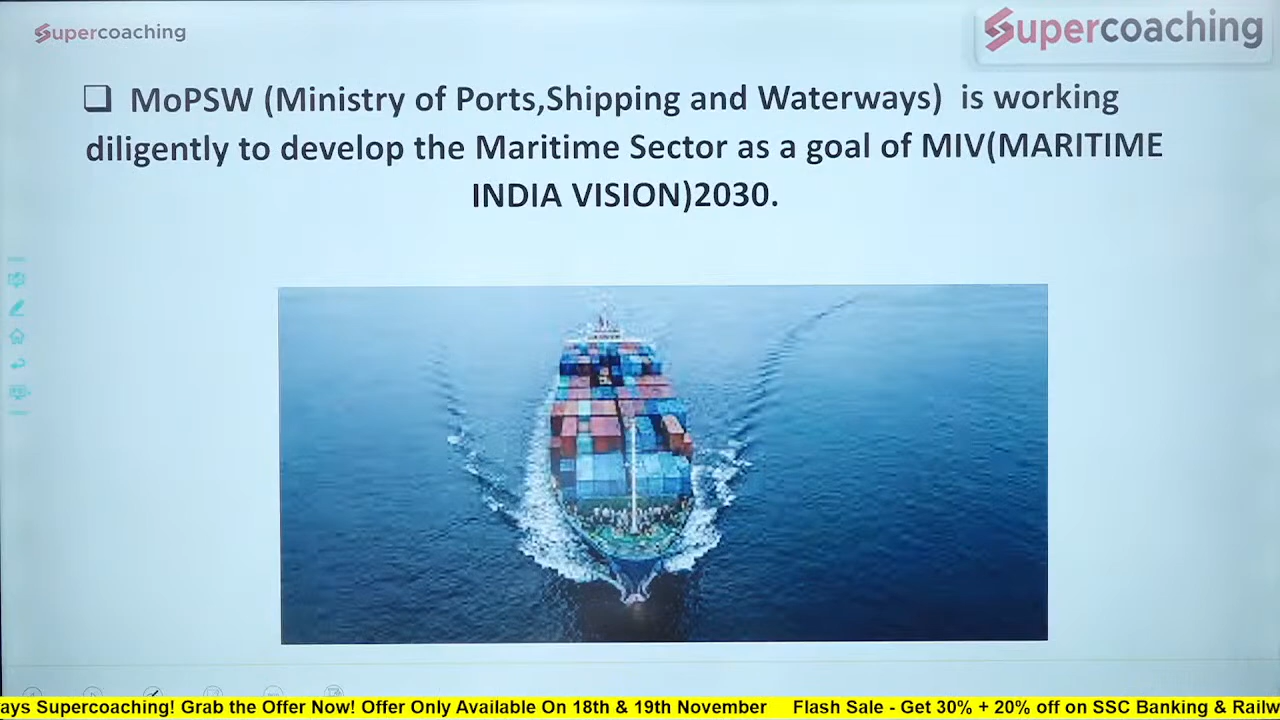 Supercoaching
Supercoaching
❑ MoPSW (Ministry of Ports,Shipping and Waterways) is working
diligently to develop the Maritime Sector as a goal of MIV(MARITIME
INDIA VISION)2030.
ays Supercoaching! Grab the Offer Now! Offer Only Available On 18th & 19th November Flash Sale - Get 30% + 20% off on SSC Banking & Railw